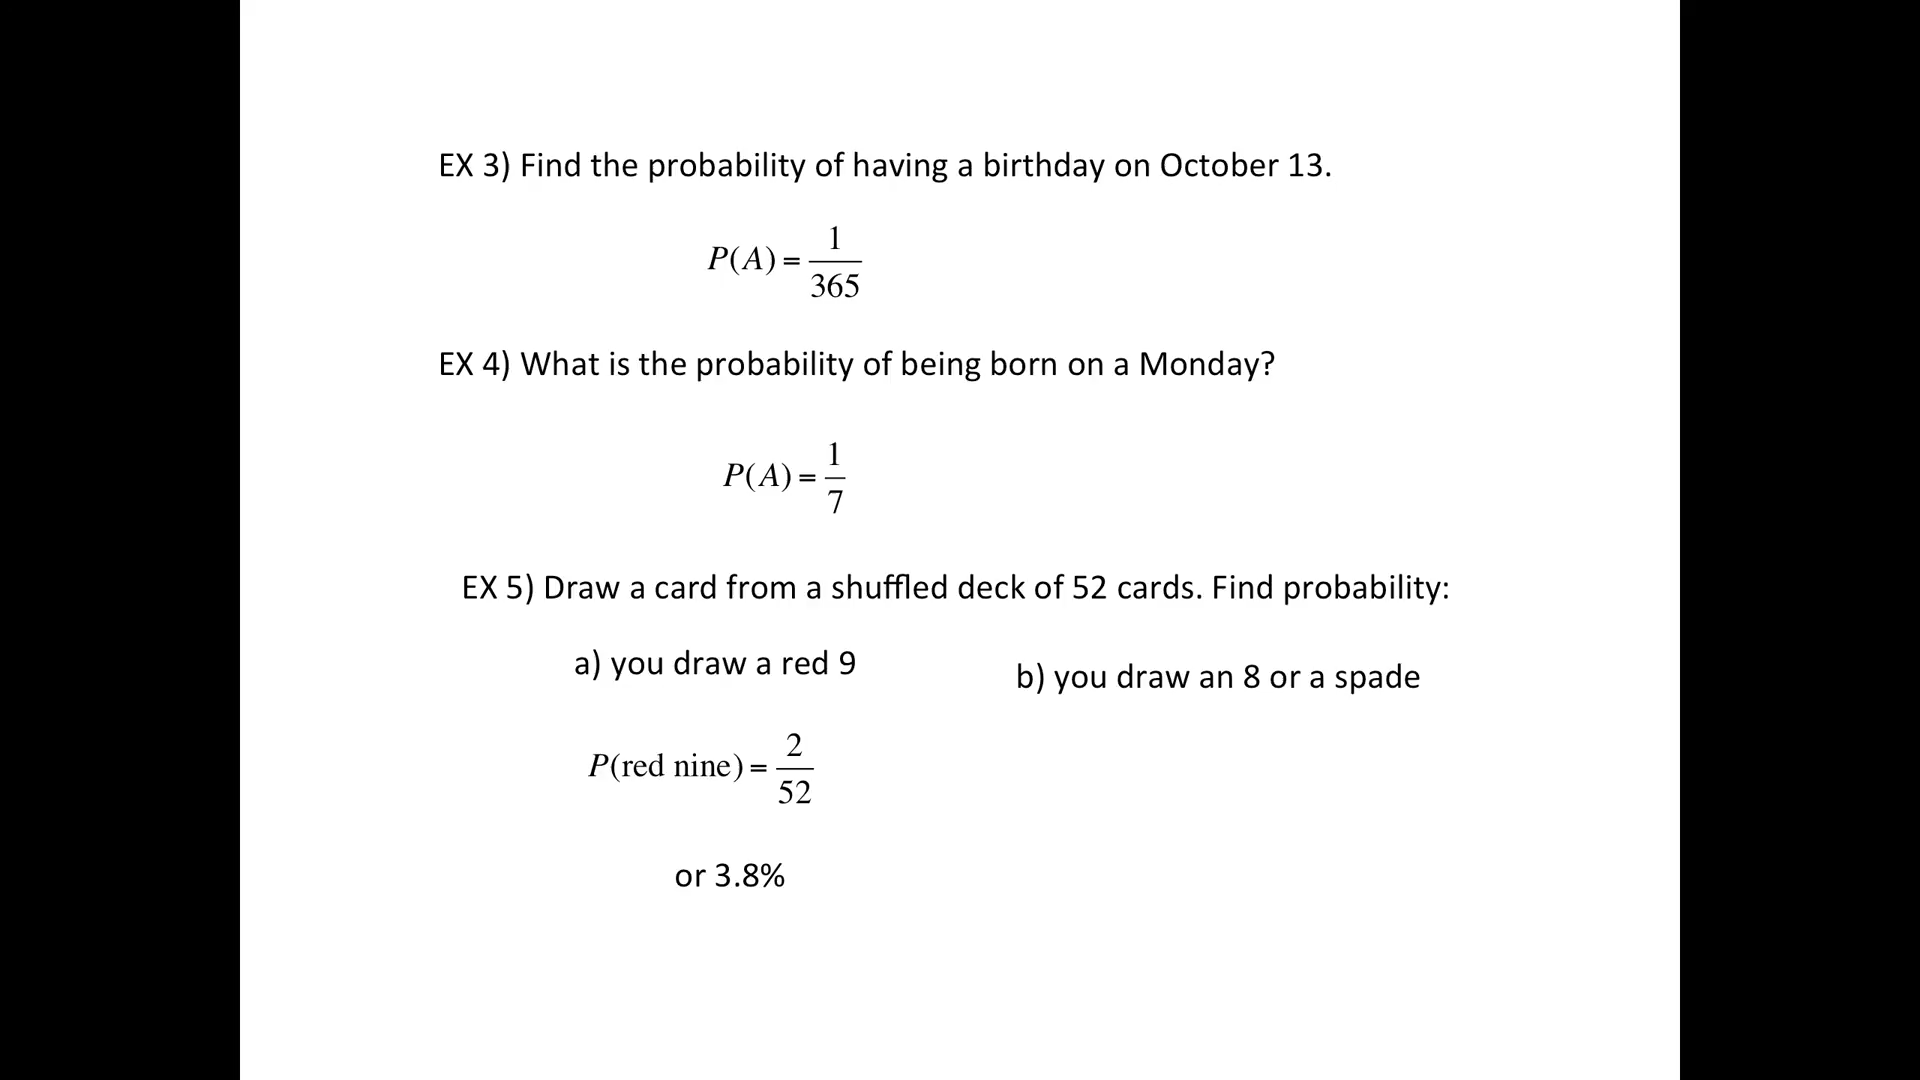 EX 3) Find the probability of having a birthday on October 13.
P(A) = 1/365
EX 4) What is the probability of being born on a Monday?
P(A) = 1/7
EX 5) Draw a card from a shuffled deck of 52 cards. Find probability:
a) you draw a red 9
b) you draw an 8 or a spade
P(red nine) = 2/52
or 3.8%